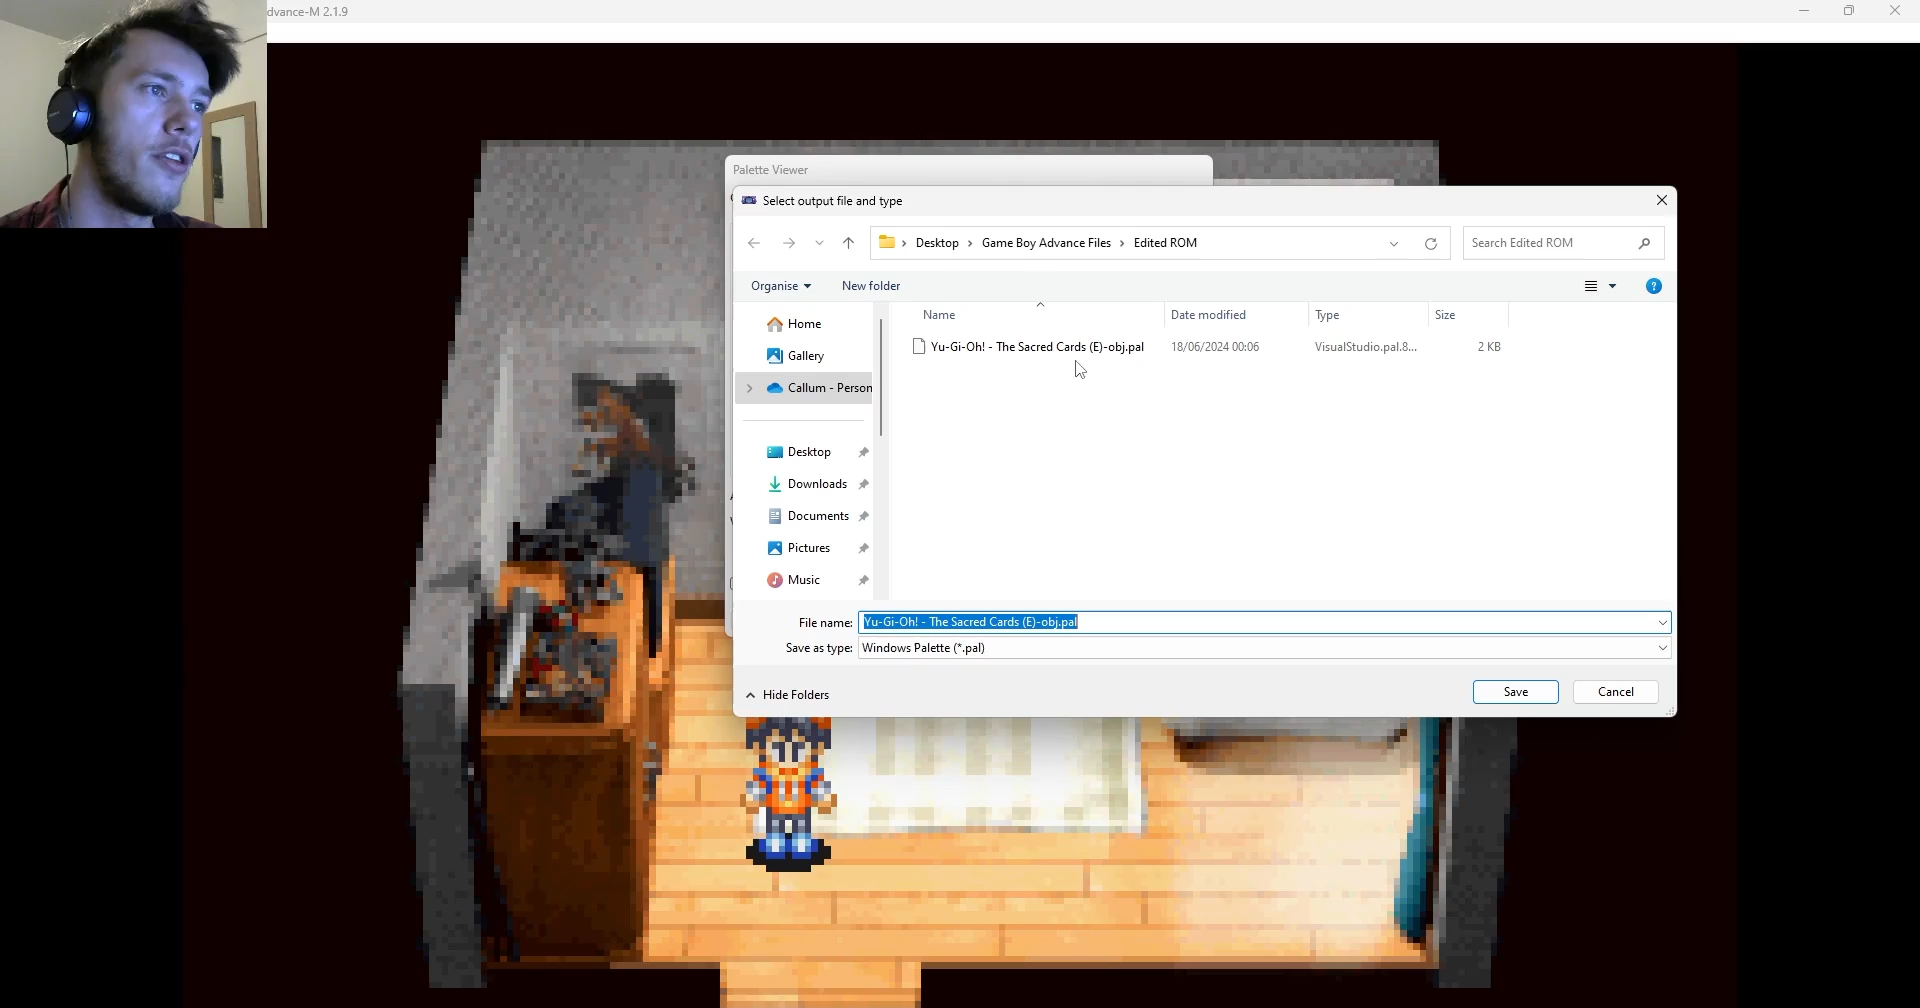 dvance-M 2.1.9
Palette Viewer
Select output file and type
Desktop > Game Boy Advance Files > Edited ROM
Search Edited ROM
Organise
New folder
Name
Date modified
Type
Size
Home
Yu-Gi-Oh! - The Sacred Cards (E)-obj.pal
18/06/2024 00:06
VisualStudio.pal.8...
2 KB
Gallery
Callum - Person
Desktop
Downloads
Documents
Pictures
Music
File name:
Yu-Gi-Oh! - The Sacred Cards (E)-obj.pal
Save as type:
Windows Palette (*.pal)
Hide Folders
Save
Cancel